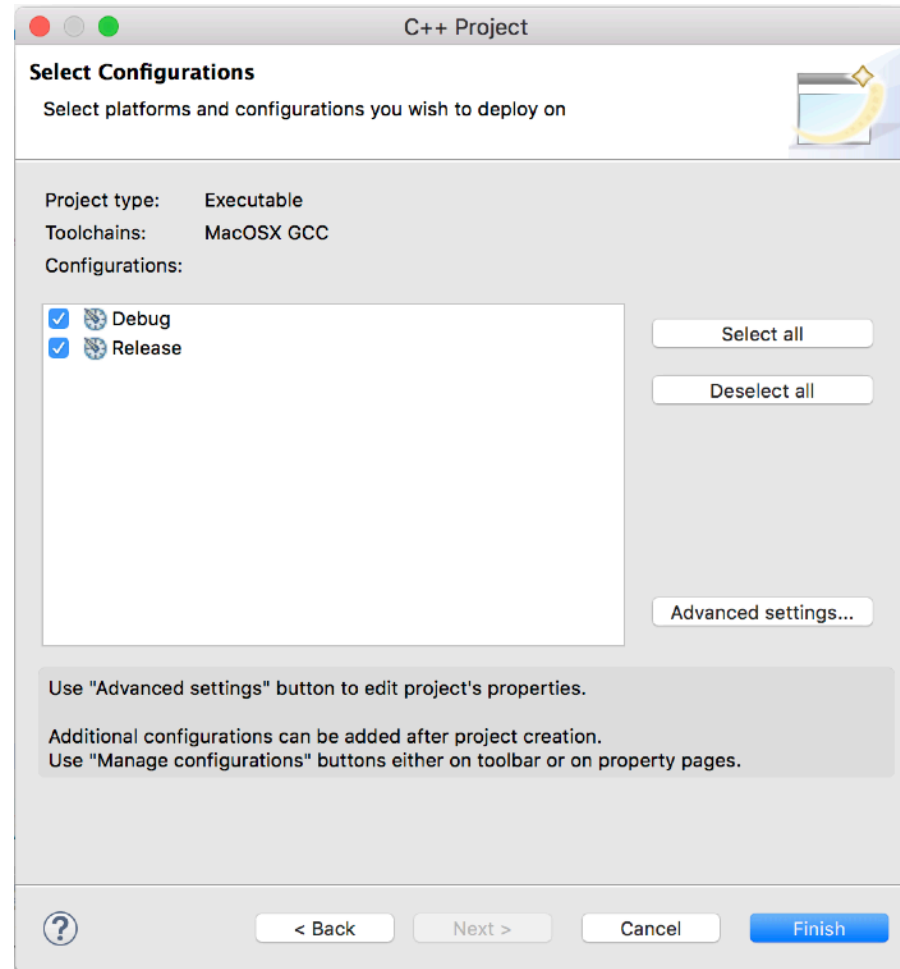 C++ Project
Select Configurations
Select platforms and configurations you wish to deploy on
Project type: Executable
Toolchains: MacOSX GCC
Configurations:
Debug
Release
Select all
Deselect all
Advanced settings...
Use "Advanced settings" button to edit project's properties.
Additional configurations can be added after project creation.
Use "Manage configurations" buttons either on toolbar or on property pages.
?
< Back
Next >
Cancel
Finish